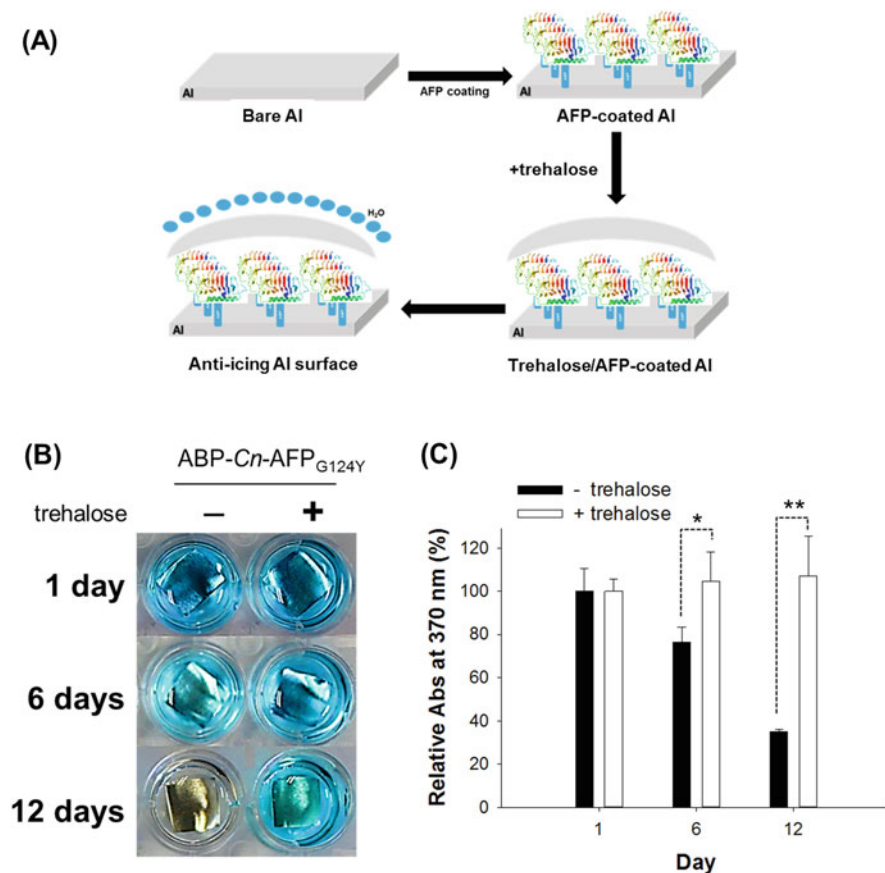 (A)
Al
Bare Al
AFP coating
Al
AFP-coated Al
+trehalose
H₂O
Al
Anti-icing Al surface
Al
Trehalose/AFP-coated Al
(B)
ABP-Cn-AFP_G124Y
trehalose − +
1 day
6 days
12 days
(C)
- trehalose
+ trehalose
Relative Abs at 370 nm (%)
120
100
80
60
40
20
0
*
**
1 6 12
Day